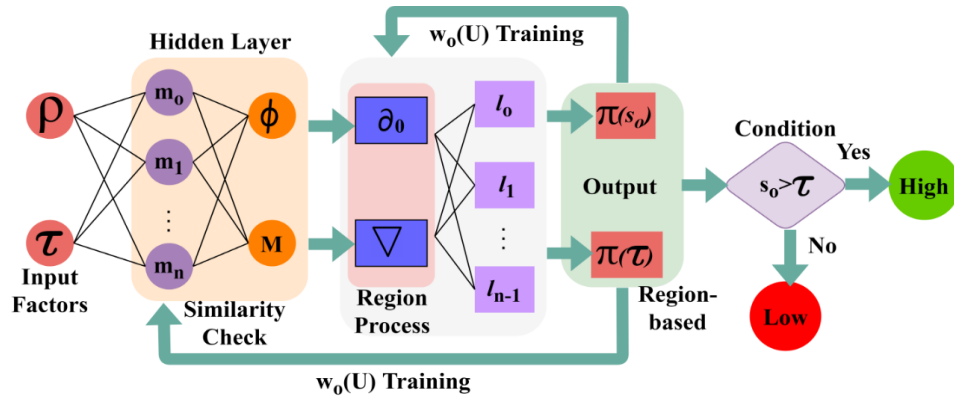 w₀(U) Training
Hidden Layer
ρ
τ
Input
Factors
m₀
m₁
⋮
mₙ
ϕ
M
Similarity
Check
∂₀
▽
Region
Process
l₀
l₁
⋮
lₙ₋₁
π(s₀)
Output
π(τ)
Region-
based
Condition
s₀>τ
Yes
High
No
Low
w₀(U) Training